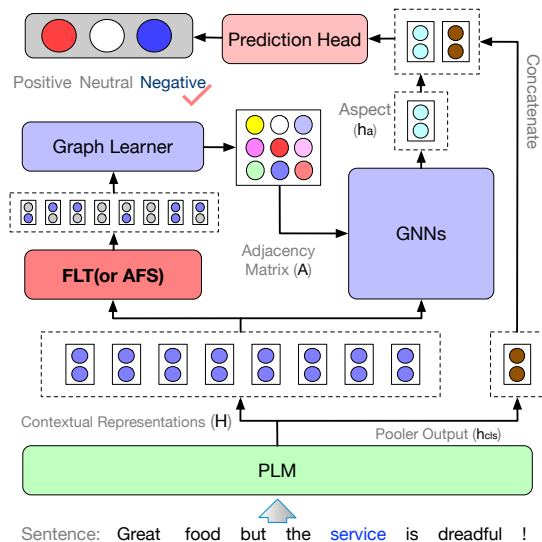 Prediction Head
Positive Neutral Negative
Concatenate
Aspect
(ha)
Graph Learner
GNNs
Adjacency
Matrix (A)
FLT(or AFS)
Contextual Representations (H)
Pooler Output (hcls)
PLM
Sentence: Great food but the service is dreadful !